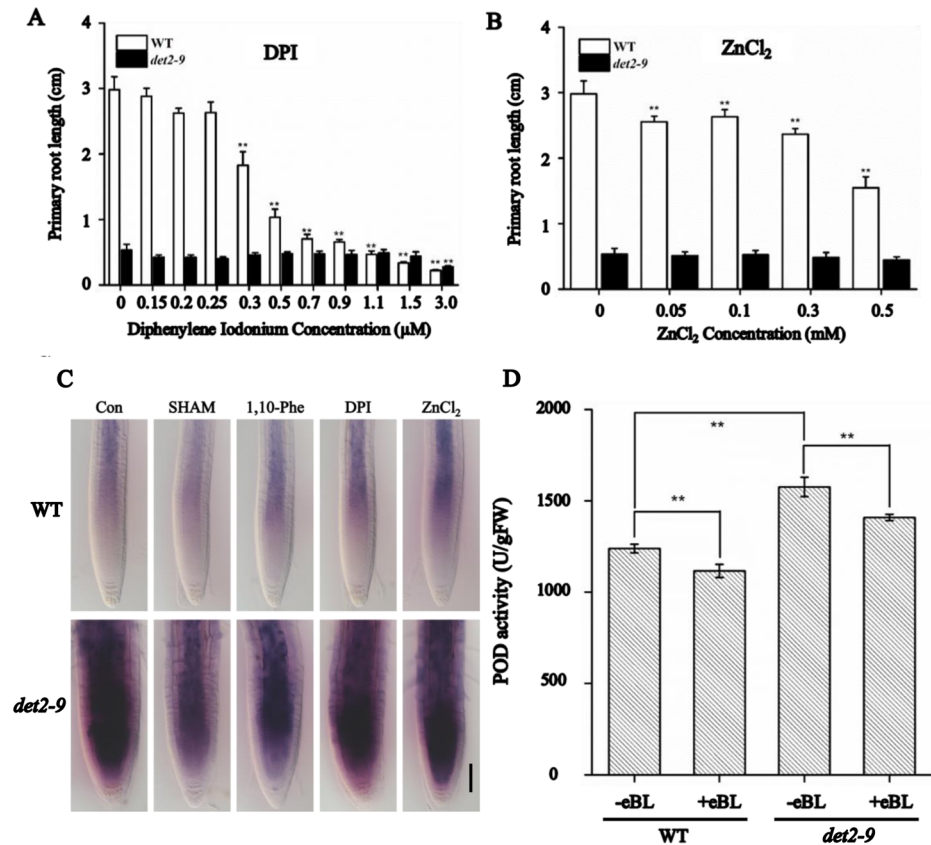 A
DPI
WT
det2-9
Primary root length (cm)
4
3
2
1
0
** ** ** ** ** ** ** **
0 0.15 0.2 0.25 0.3 0.5 0.7 0.9 1.1 1.5 3.0
Diphenylene Iodonium Concentration (μM)
B
ZnCl₂
WT
det2-9
Primary root length (cm)
4
3
2
1
0
** ** ** **
0 0.05 0.1 0.3 0.5
ZnCl₂ Concentration (mM)
C
Con SHAM 1,10-Phe DPI ZnCl₂
WT
det2-9
D
POD activity (U/gFW)
2000
1500
1000
500
0
**
**
**
-eBL +eBL -eBL +eBL
WT det2-9